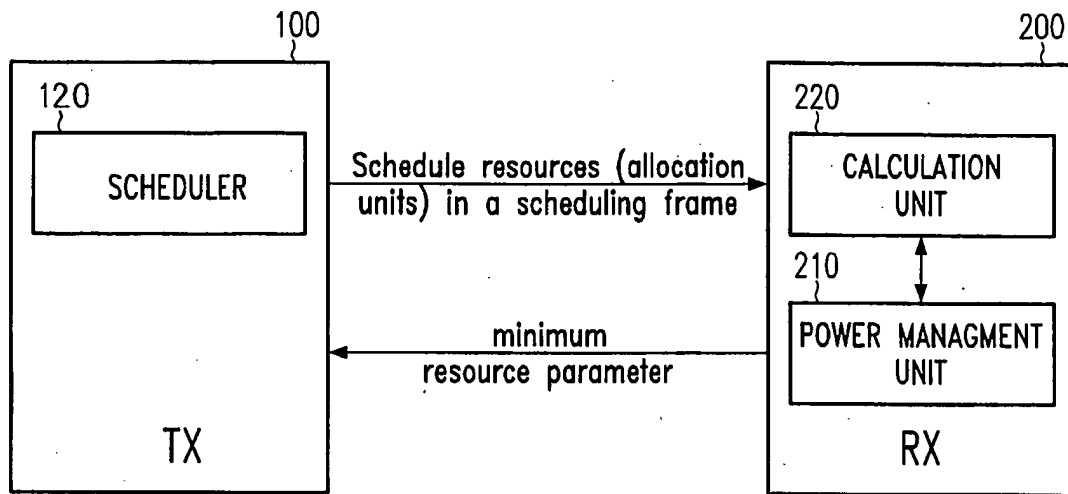 100
200
120
SCHEDULER
Schedule resources (allocation
units) in a scheduling frame
220
CALCULATION
UNIT
210
POWER MANAGMENT
UNIT
minimum
resource parameter
TX
RX